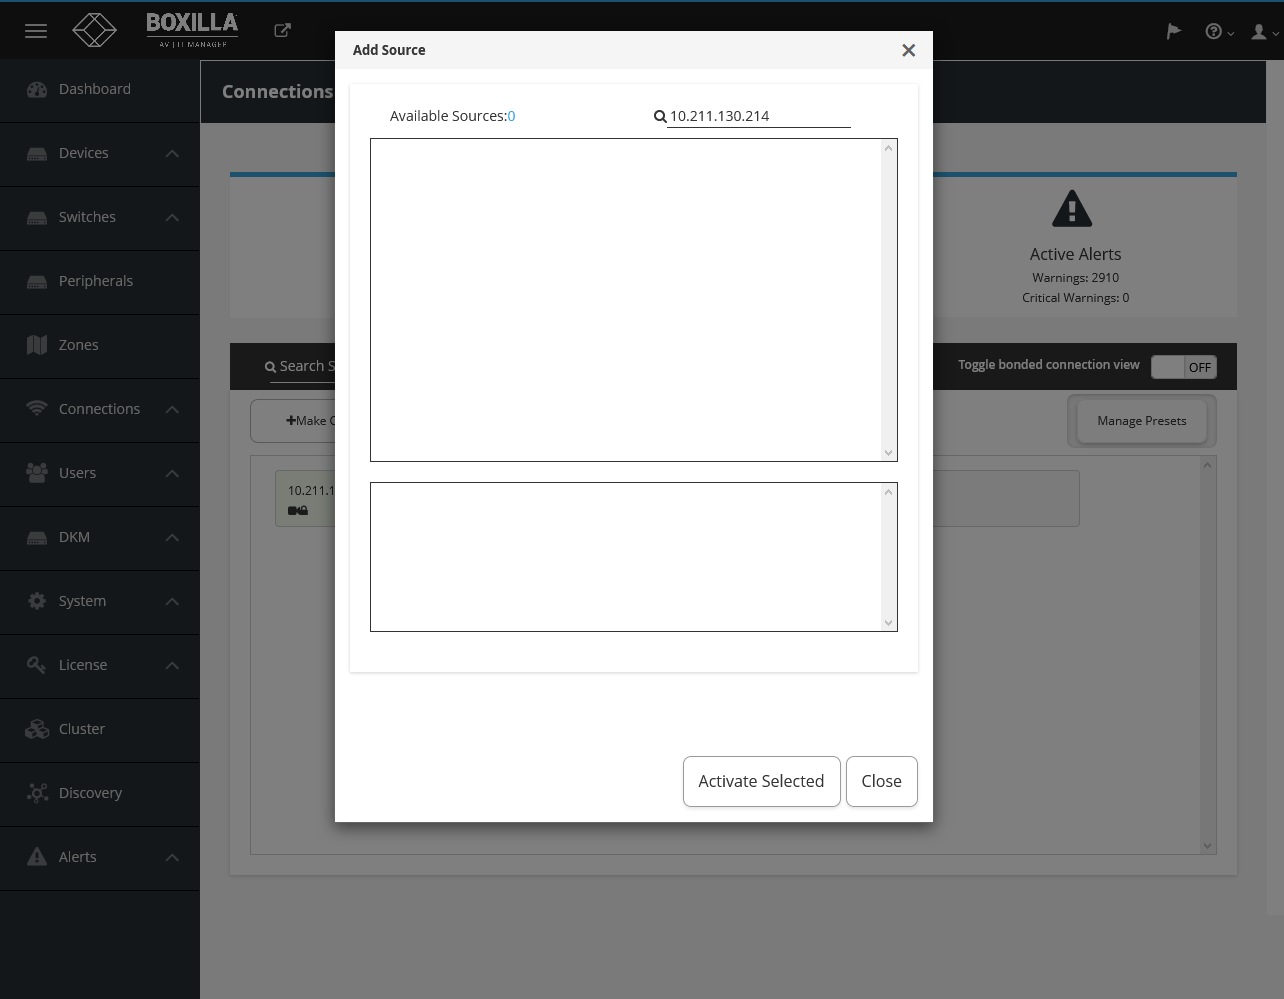 BOXILLA
AV | IT MANAGER
Add Source
Dashboard
Connections
Available Sources:0
10.211.130.214
Devices
Switches
Active Alerts
Peripherals
Warnings: 2910
Critical Warnings: 0
Zones
Search S
Toggle bonded connection view
OFF
Connections
Make C
Manage Presets
Users
10.211.1
DKM
System
License
Cluster
Activate Selected
Close
Discovery
Alerts